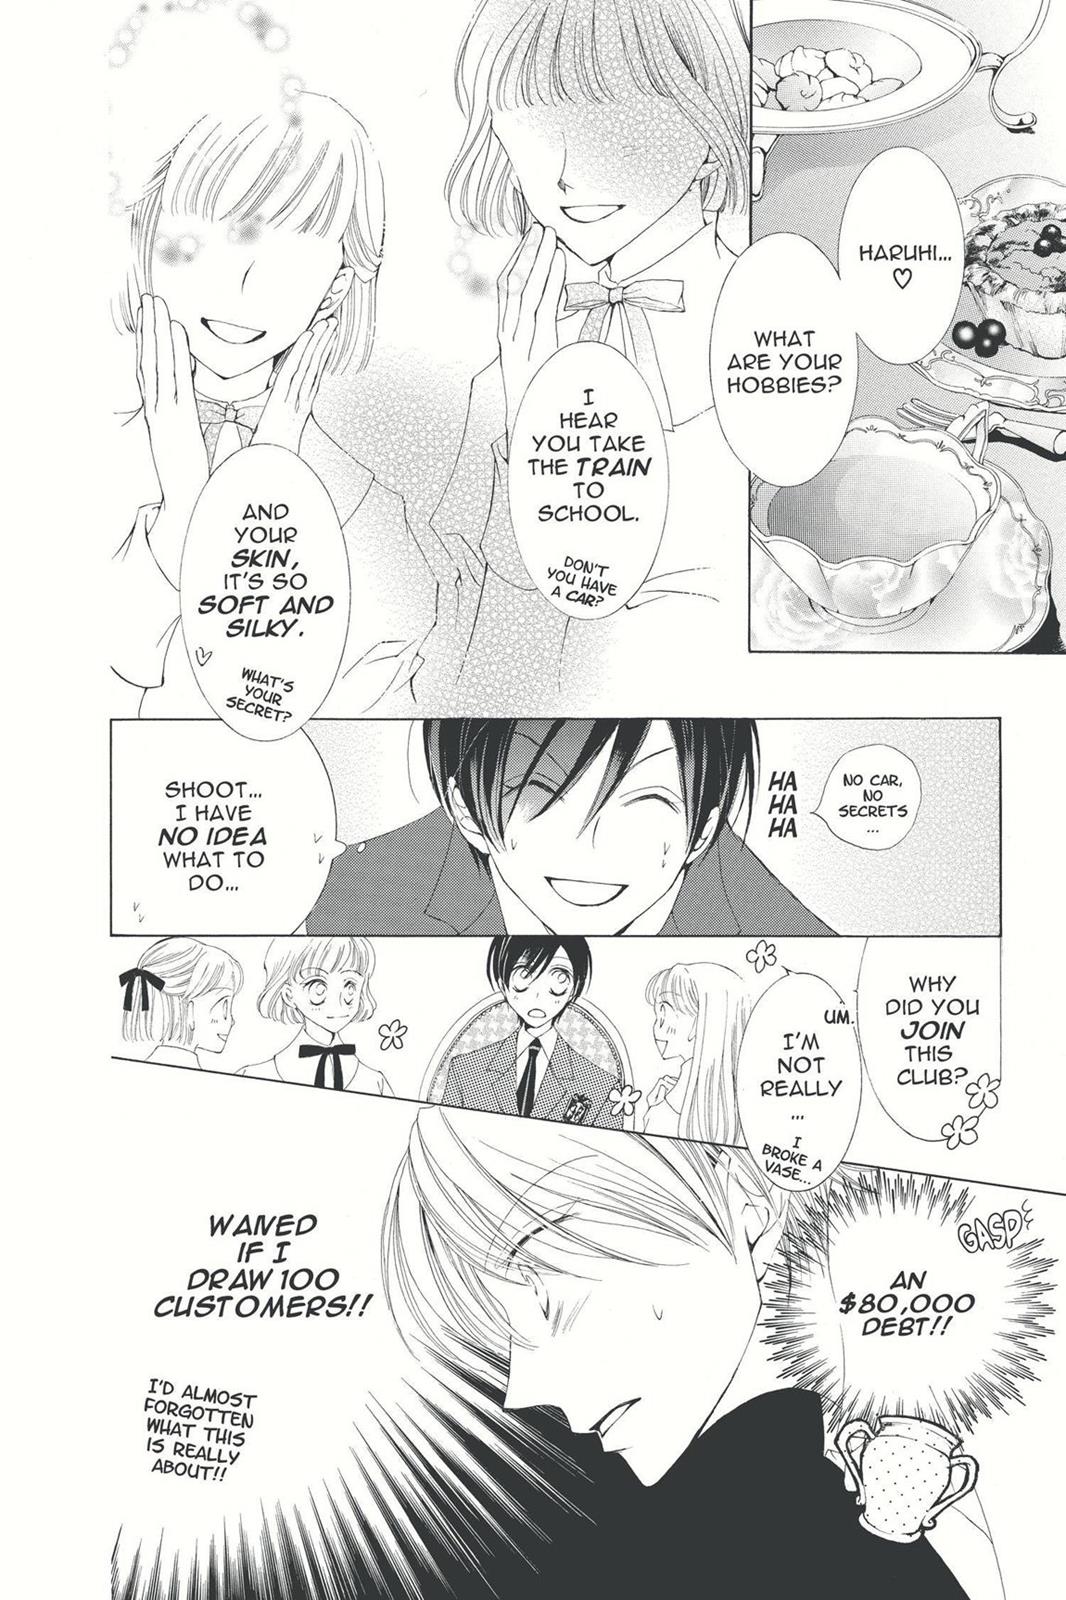 HARUHI...
♡
WHAT
ARE YOUR
HOBBIES?
I
HEAR
YOU TAKE
THE TRAIN
TO
SCHOOL.
DON'T
YOU HAVE
A CAR?
AND
YOUR
SKIN,
IT'S SO
SOFT AND
SILKY.
WHAT'S
YOUR
SECRET?
NO CAR,
NO
SECRETS
...
HA
HA
HA
SHOOT...
I HAVE
NO IDEA
WHAT TO
DO...
WHY
DID YOU
JOIN
THIS
CLUB?
UM.
I'M
NOT
REALLY
...
I
BROKE A
VASE...
GASP
AN
$80,000
DEBT!!
WAIVED
IF I
DRAW 100
CUSTOMERS!!
I'D ALMOST
FORGOTTEN
WHAT THIS
IS REALLY
ABOUT!!